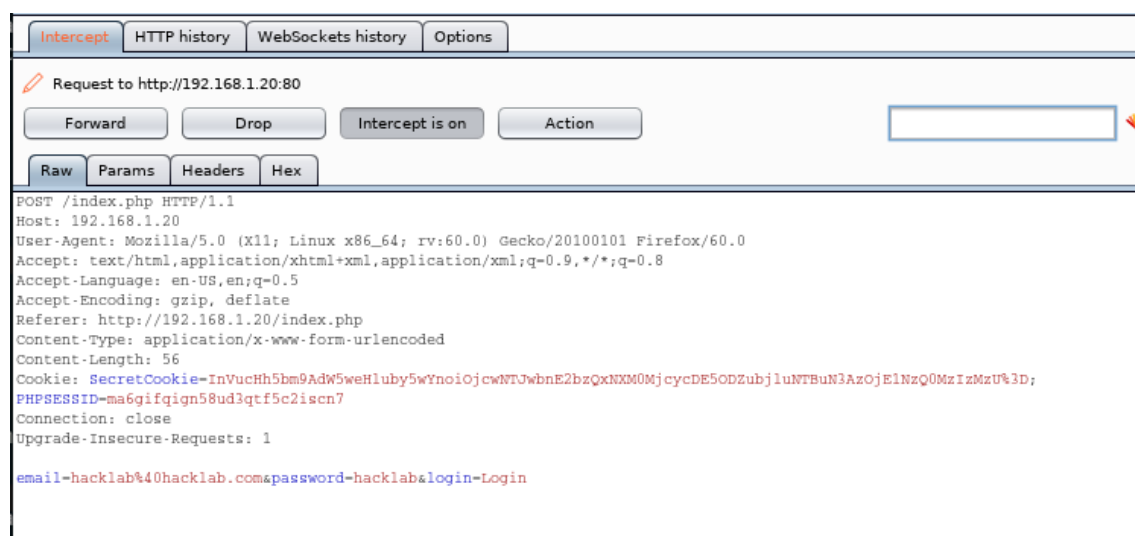 Intercept HTTP history WebSockets history Options
Request to http://192.168.1.20:80
Forward Drop Intercept is on Action
Raw Params Headers Hex
POST /index.php HTTP/1.1
Host: 192.168.1.20
User-Agent: Mozilla/5.0 (X11; Linux x86_64; rv:60.0) Gecko/20100101 Firefox/60.0
Accept: text/html,application/xhtml+xml,application/xml;q=0.9,*/*;q=0.8
Accept-Language: en-US,en;q=0.5
Accept-Encoding: gzip, deflate
Referer: http://192.168.1.20/index.php
Content-Type: application/x-www-form-urlencoded
Content-Length: 56
Cookie: SecretCookie=InVucHh5bm9AdW5weHluby5wYnoiOjcwNTJwbnE2bzQxNXM0MjcycDE5ODZubjluNTBuN3AzOjE1NzQ0MzIzMzU%3D;
PHPSESSID=ma6gifqign58ud3qtf5c2iscn7
Connection: close
Upgrade-Insecure-Requests: 1
email=hacklab%40hacklab.com&password=hacklab&login=Login